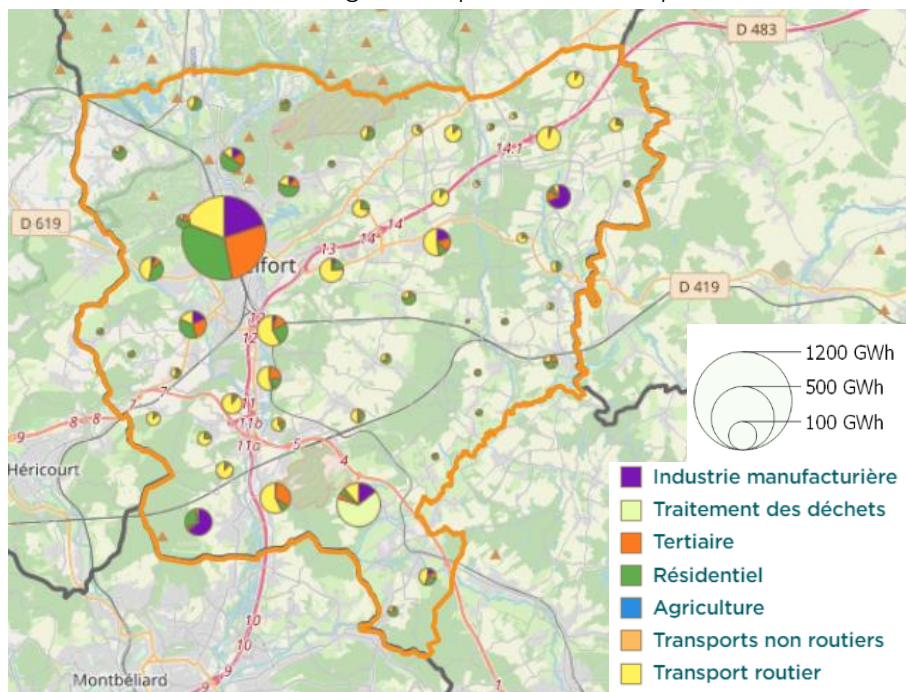 D 483
14.1
D 619
14
14
13
lfort
D 419
12
12
1200 GWh
500 GWh
100 GWh
7
7
8
8
9
11
11b
11a
5
4
Héricourt
Industrie manufacturière
Traitement des déchets
Tertiaire
Résidentiel
Agriculture
Transports non routiers
Transport routier
10
10
9
9
1
Montbéliard